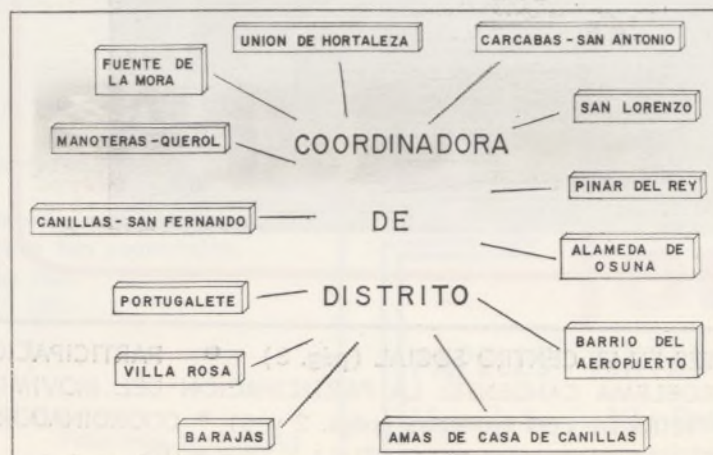 UNION DE HORTALEZA
CARCABAS - SAN ANTONIO
FUENTE DE
LA MORA
SAN LORENZO
MANOTERAS - QUEROL
COORDINADORA
PINAR DEL REY
CANILLAS - SAN FERNANDO
DE
ALAMEDA DE
OSUNA
PORTUGALETE
DISTRITO
BARRIO DEL
AEROPUERTO
VILLA ROSA
BARAJAS
AMAS DE CASA DE CANILLAS